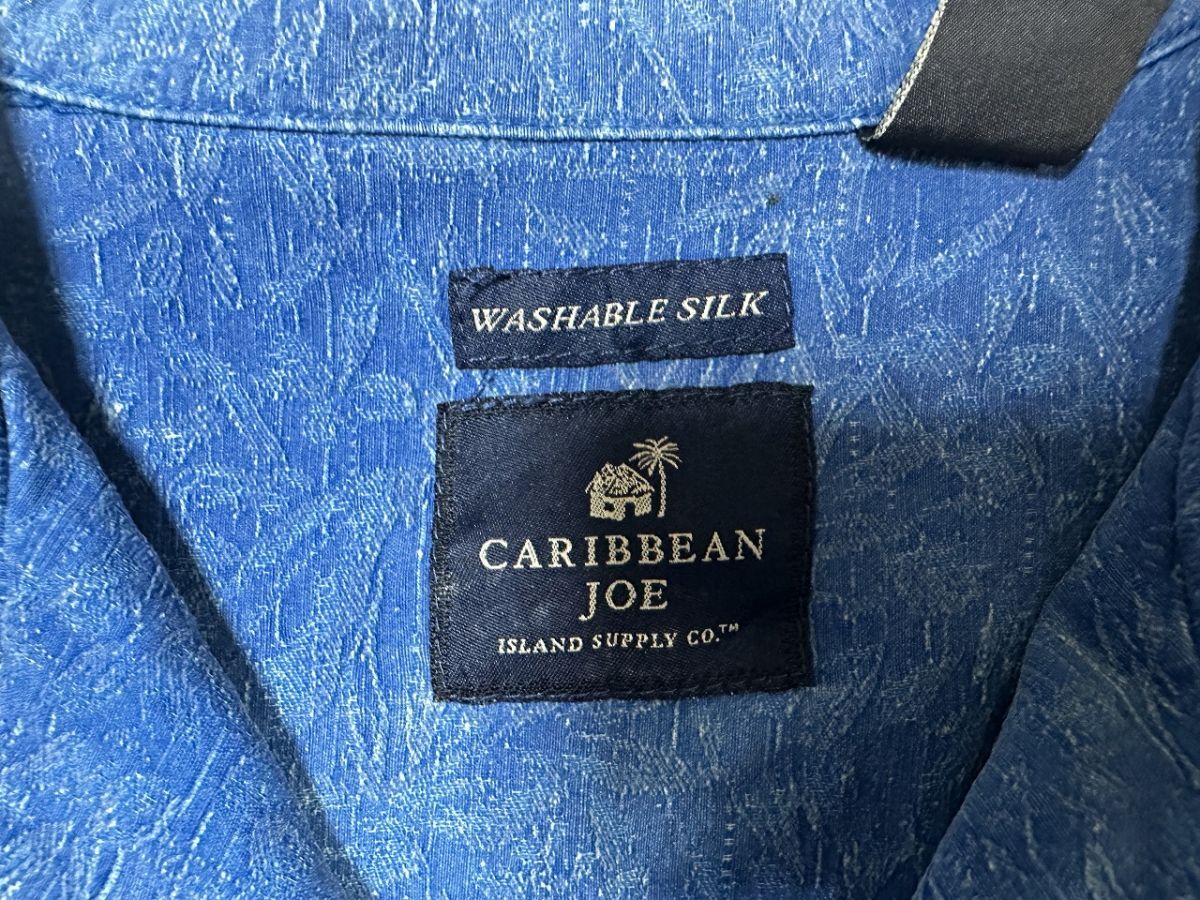 WASHABLE SILK
CARIBBEAN
JOE
ISLAND SUPPLY CO.™